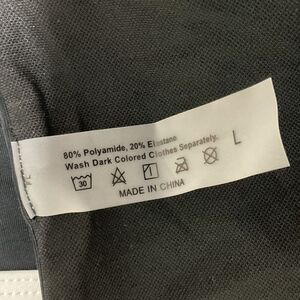 80% Polyamide, 20% Elastane
Wash Dark Colored Clothes Separately.
30
L
MADE IN CHINA